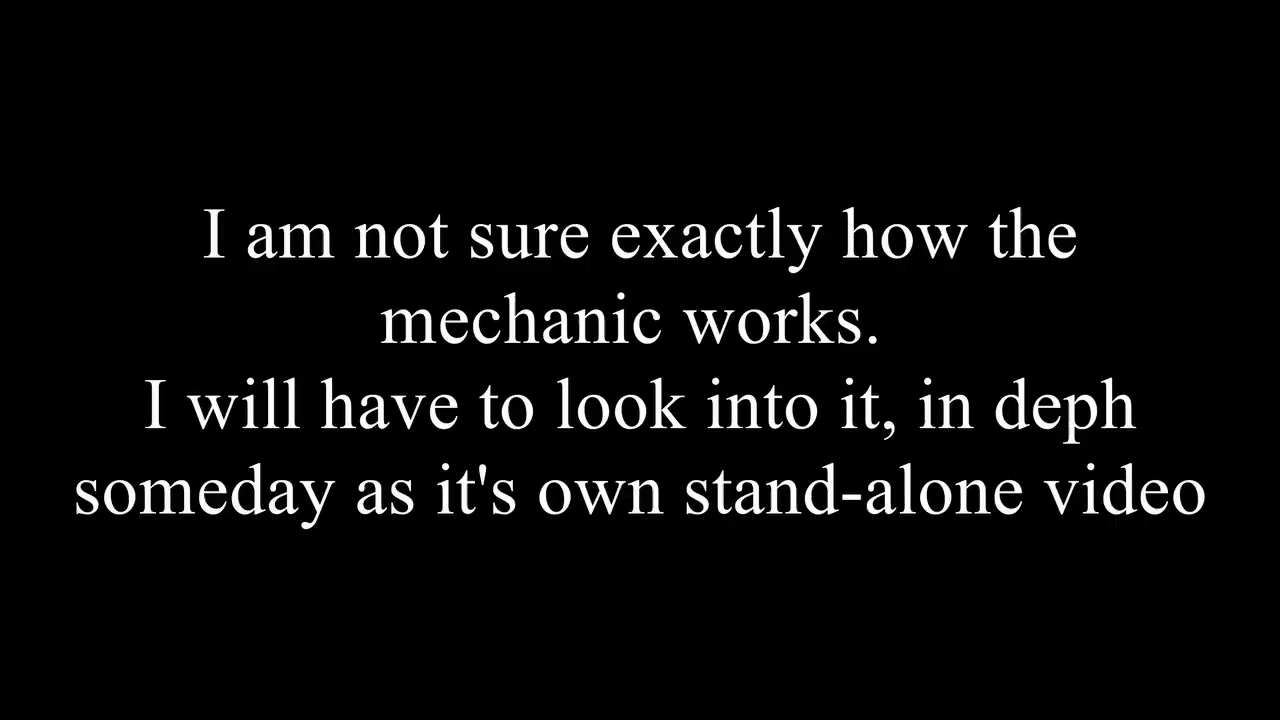 I am not sure exactly how the
mechanic works.
I will have to look into it, in deph
someday as it's own stand-alone video